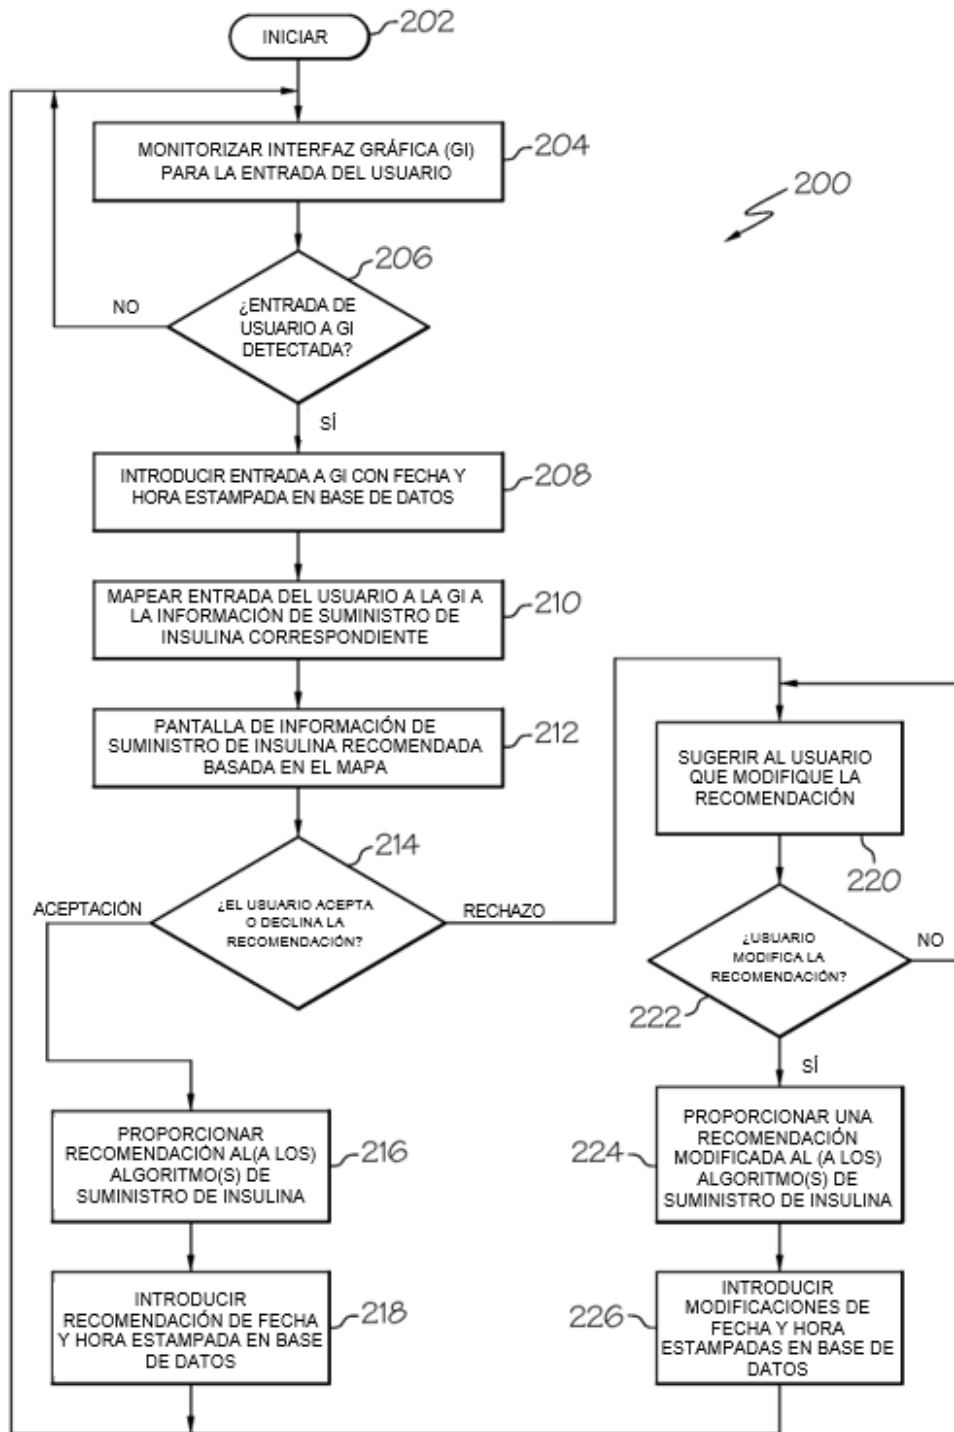 INICIAR
202
MONITORIZAR INTERFAZ GRÁFICA (GI)
PARA LA ENTRADA DEL USUARIO
204
200
206
¿ENTRADA DE
USUARIO A GI
DETECTADA?
NO
SÍ
INTRODUCIR ENTRADA A GI CON FECHA Y
HORA ESTAMPADA EN BASE DE DATOS
208
MAPEAR ENTRADA DEL USUARIO A LA GI A
LA INFORMACIÓN DE SUMINISTRO DE
INSULINA CORRESPONDIENTE
210
PANTALLA DE INFORMACIÓN DE
SUMINISTRO DE INSULINA RECOMENDADA
BASADA EN EL MAPA
212
214
¿EL USUARIO ACEPTA
O DECLINA LA
RECOMENDACIÓN?
ACEPTACIÓN
RECHAZO
PROPORCIONAR
RECOMENDACIÓN AL(A LOS)
ALGORITMO(S) DE
SUMINISTRO DE INSULINA
216
INTRODUCIR
RECOMENDACIÓN DE FECHA
Y HORA ESTAMPADA EN BASE
DE DATOS
218
SUGERIR AL USUARIO
QUE MODIFIQUE LA
RECOMENDACIÓN
220
¿USUARIO
MODIFICA LA
RECOMENDACIÓN?
NO
222
SÍ
PROPORCIONAR UNA
RECOMENDACIÓN
MODIFICADA AL (A LOS)
ALGORITMO(S) DE
SUMINISTRO DE INSULINA
224
INTRODUCIR
MODIFICACIONES DE
FECHA Y HORA
ESTAMPADAS EN BASE DE
DATOS
226